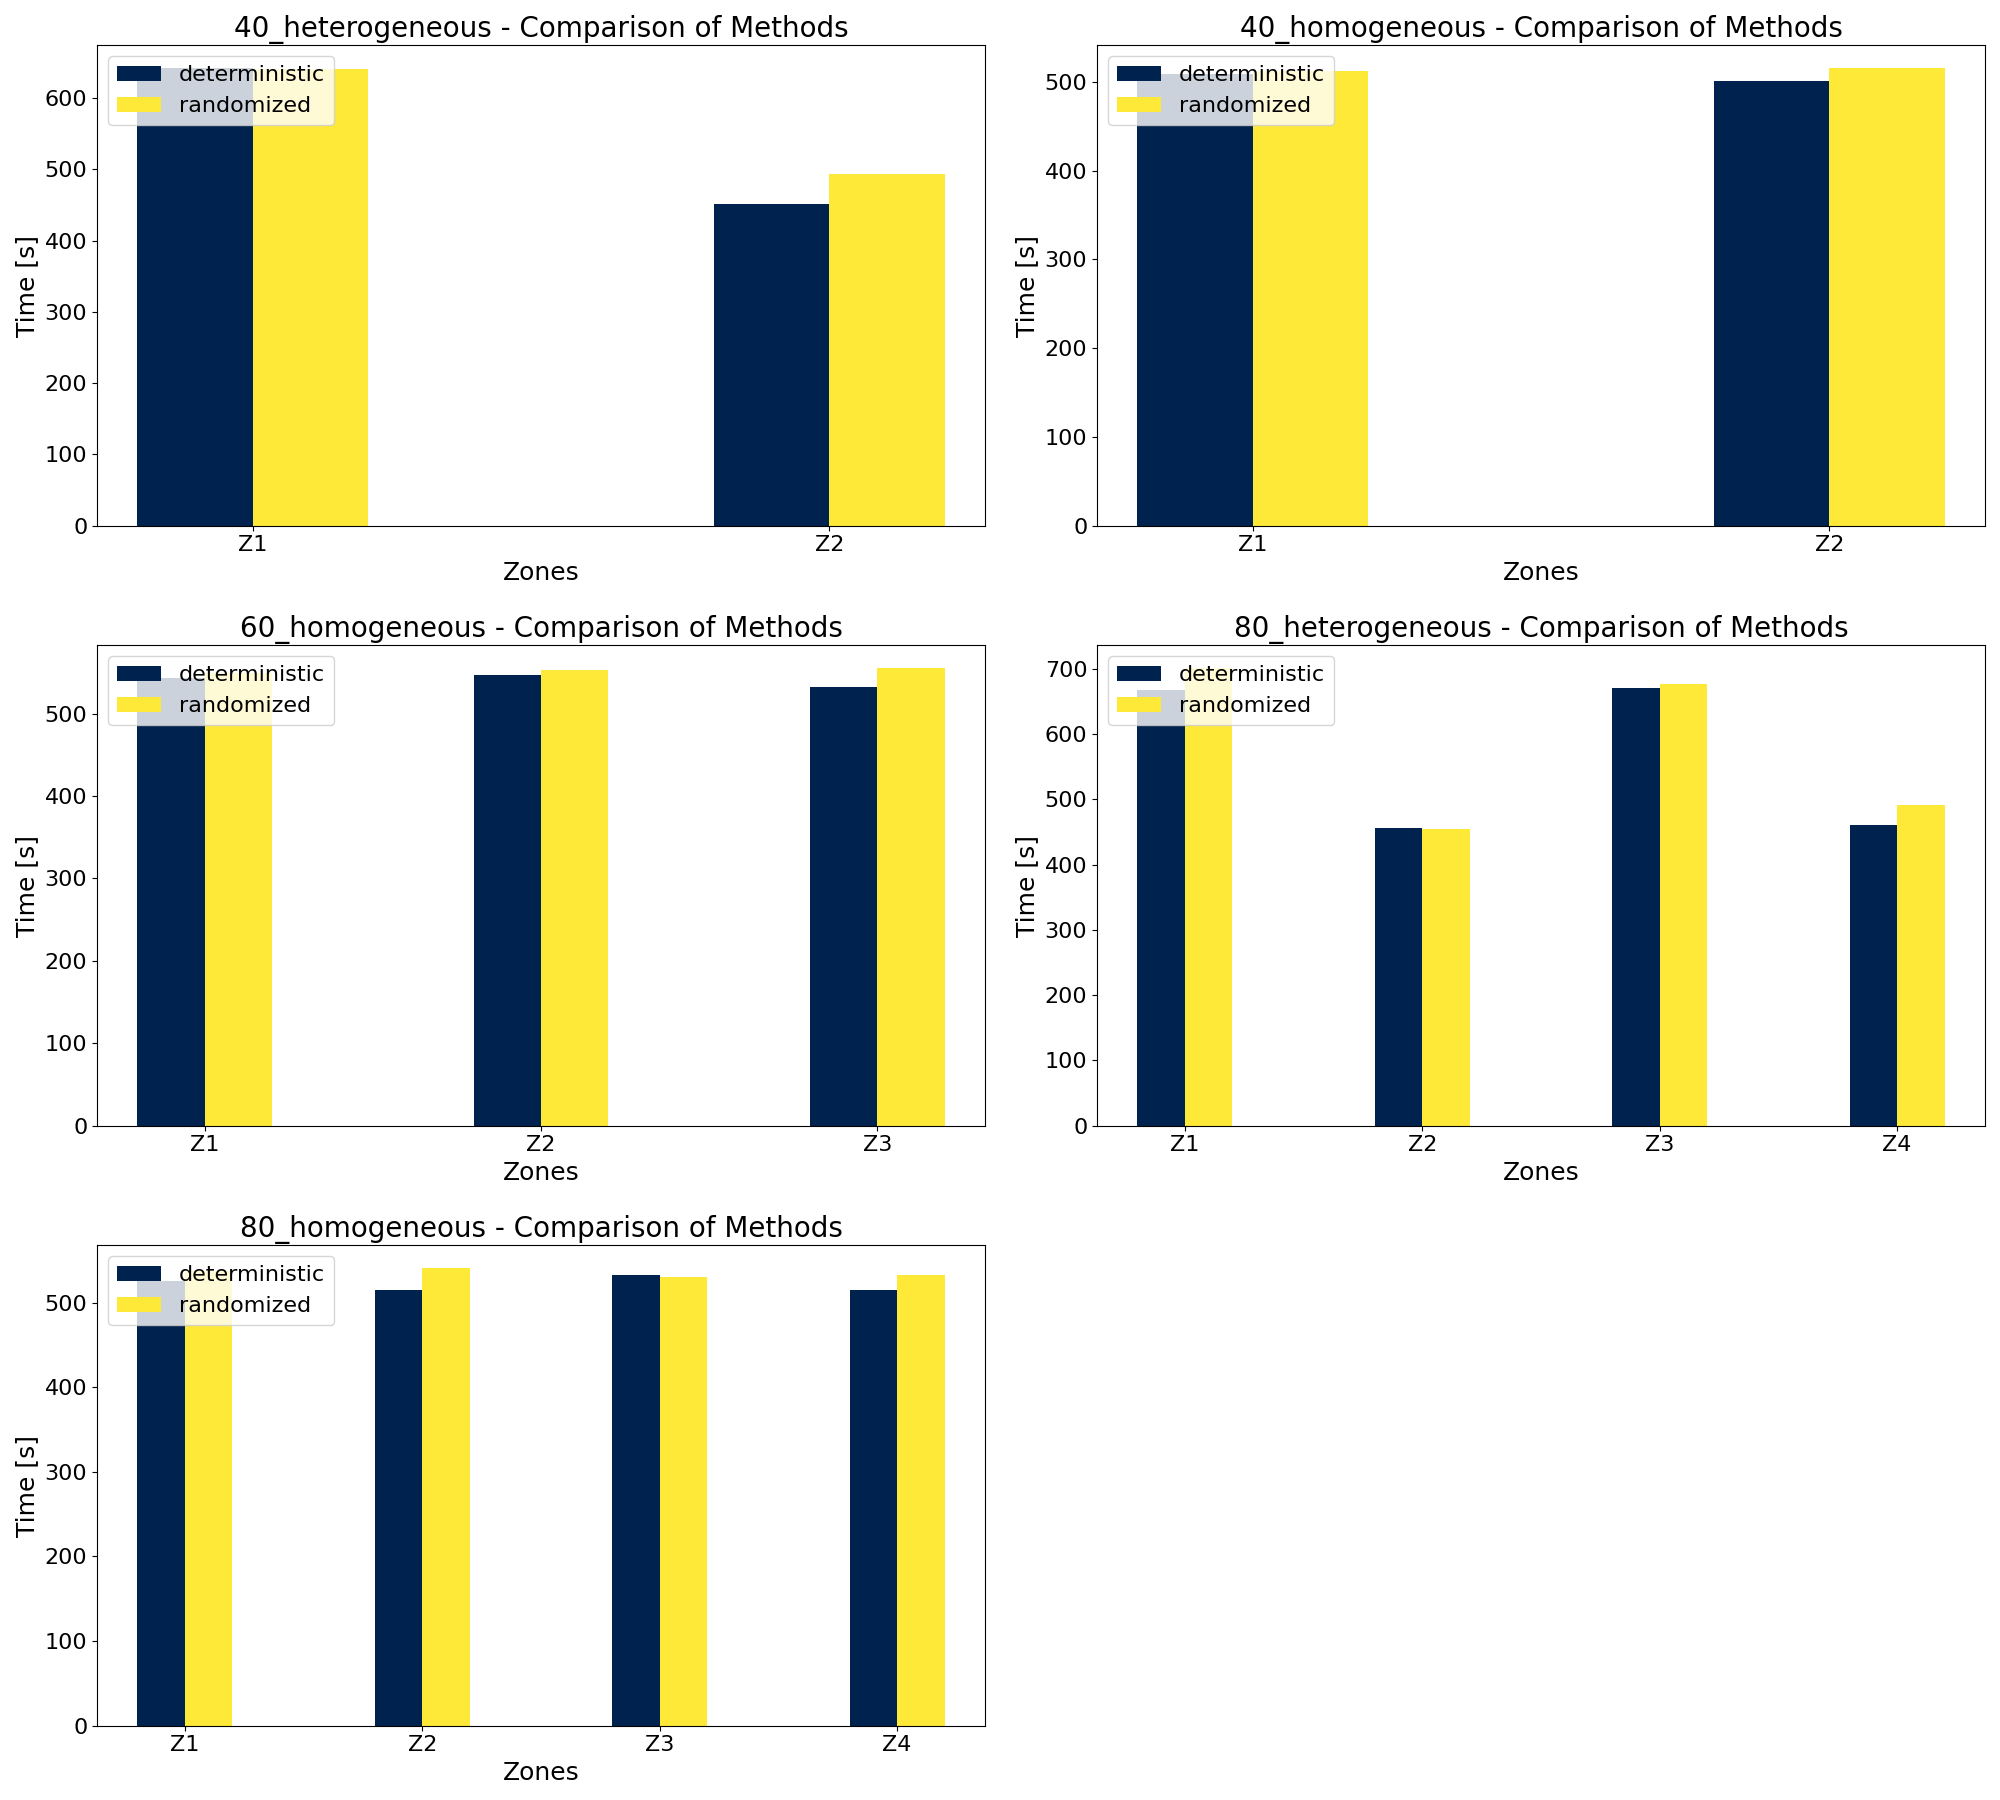 40_heterogeneous - Comparison of Methods
deterministic
randomized
600
500
400
300
200
100
0
Time [s]
Z1
Z2
Zones
40_homogeneous - Comparison of Methods
deterministic
randomized
500
400
300
200
100
0
Time [s]
Z1
Z2
Zones
60_homogeneous - Comparison of Methods
deterministic
randomized
500
400
300
200
100
0
Time [s]
Z1
Z2
Z3
Zones
80_heterogeneous - Comparison of Methods
deterministic
randomized
700
600
500
400
300
200
100
0
Time [s]
Z1
Z2
Z3
Z4
Zones
80_homogeneous - Comparison of Methods
deterministic
randomized
500
400
300
200
100
0
Time [s]
Z1
Z2
Z3
Z4
Zones